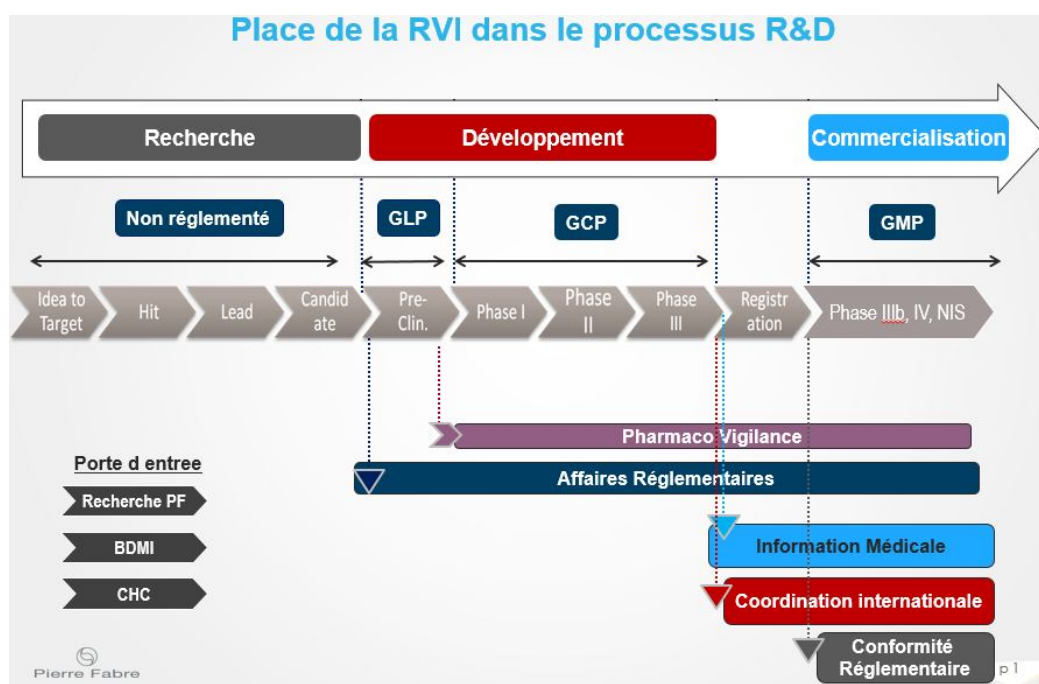 Place de la RVI dans le processus R&D
Recherche
Développement
Commercialisation
Non réglementé
GLP
GCP
GMP
Idea to
Target
Hit
Lead
Candid
ate
Pre-
Clin.
Phase I
Phase
II
Phase
III
Registr
ation
Phase IIIb, IV, NIS
Pharmaco Vigilance
Affaires Réglementaires
Porte d entree
Recherche PF
BDMI
CHC
Information Médicale
Coordination internationale
Conformité
Réglementaire
Pierre Fabre
p 1